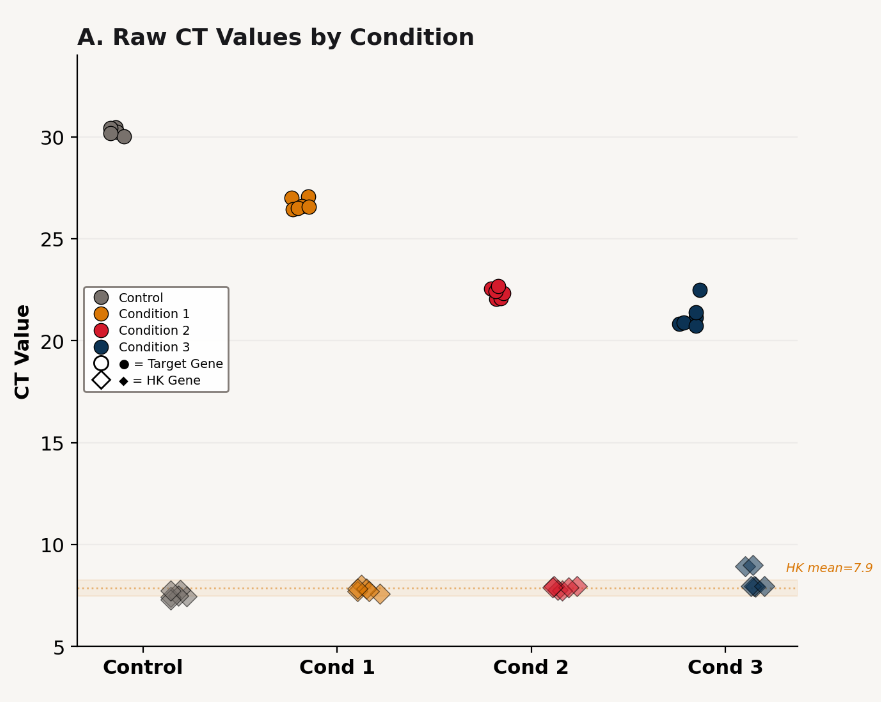 A. Raw CT Values by Condition
CT Value
30
25
20
15
10
5
Control
Condition 1
Condition 2
Condition 3
● = Target Gene
◆ = HK Gene
HK mean=7.9
Control
Cond 1
Cond 2
Cond 3